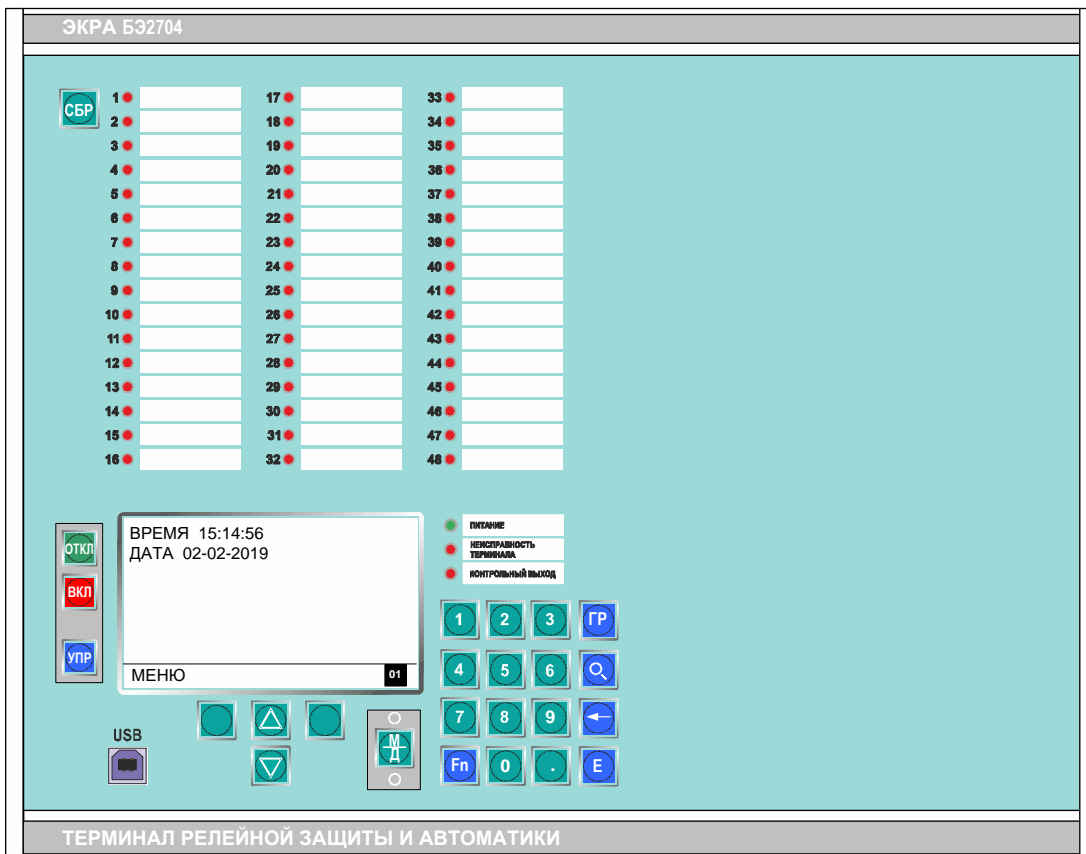 ЭКРА БЭ2704
СБР
1 17 33
2 18 34
3 19 35
4 20 36
5 21 37
6 22 38
7 23 39
8 24 40
9 25 41
10 26 42
11 27 43
12 28 44
13 29 45
14 30 46
15 31 47
16 32 48
ОТКЛ
ВКЛ
УПР
ВРЕМЯ 15:14:56
ДАТА 02-02-2019
МЕНЮ 01
ПИТАНИЕ
НЕИСПРАВНОСТЬ
ТЕРМИНАЛА
КОНТРОЛЬНЫЙ ВЫХОД
1 2 3 ГР
4 5 6
7 8 9
Fn 0 . E
USB
М
Д
ТЕРМИНАЛ РЕЛЕЙНОЙ ЗАЩИТЫ И АВТОМАТИКИ